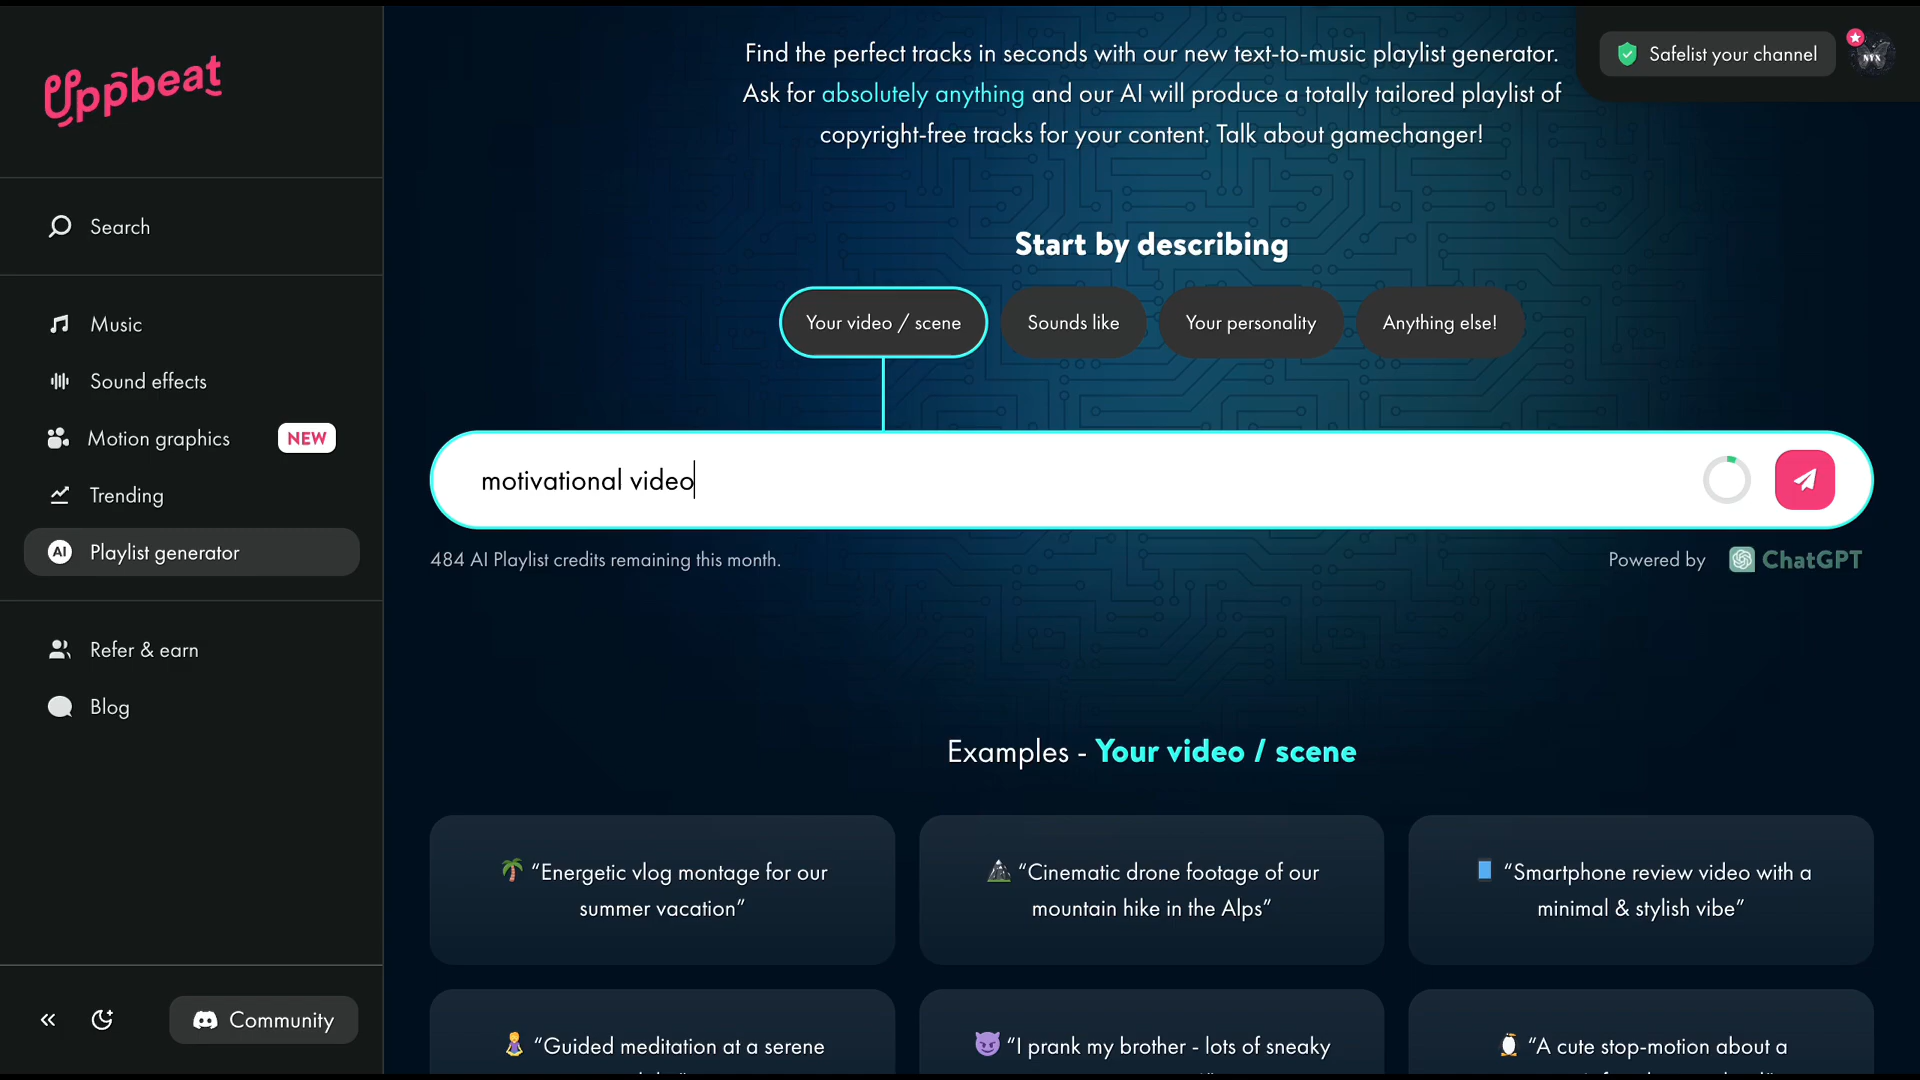 Uppbeat
Search
Music
Sound effects
Motion graphics NEW
Trending
AI Playlist generator
Refer & earn
Blog
Community
Safelist your channel
NYX
Find the perfect tracks in seconds with our new text-to-music playlist generator.
Ask for absolutely anything and our AI will produce a totally tailored playlist of
copyright-free tracks for your content. Talk about gamechanger!
Start by describing
Your video / scene
Sounds like
Your personality
Anything else!
motivational video
484 AI Playlist credits remaining this month.
Powered by ChatGPT
Examples - Your video / scene
“Energetic vlog montage for our
summer vacation”
“Cinematic drone footage of our
mountain hike in the Alps”
“Smartphone review video with a
minimal & stylish vibe”
“Guided meditation at a serene
“I prank my brother - lots of sneaky
“A cute stop-motion about a